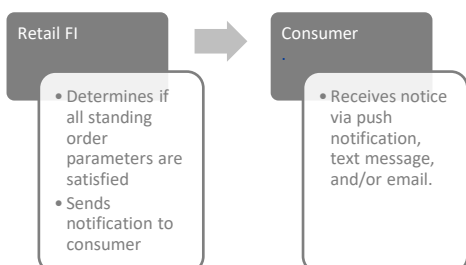 Retail FI
• Determines if
all standing
order
parameters are
satisfied
• Sends
notification to
consumer
Consumer
.
• Receives notice
via push
notification,
text message,
and/or email.